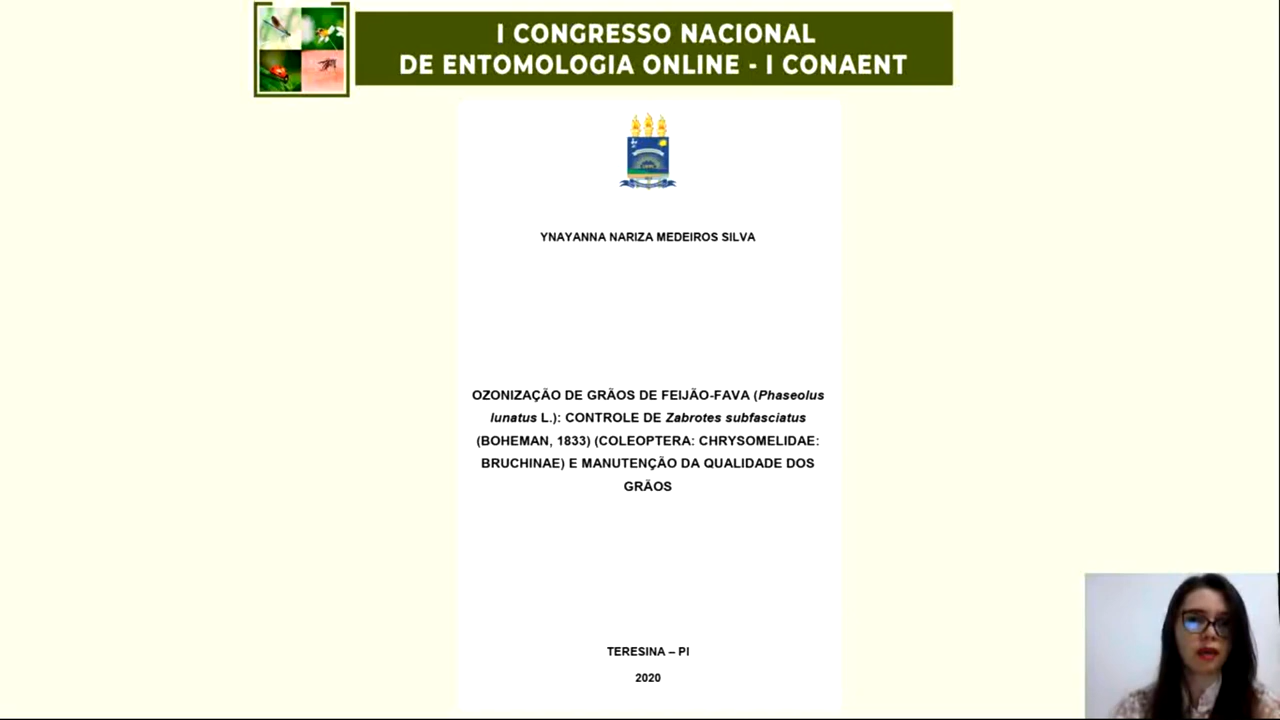 I CONGRESSO NACIONAL
DE ENTOMOLOGIA ONLINE - I CONAENT
YNAYANNA NARIZA MEDEIROS SILVA
OZONIZAÇÃO DE GRÃOS DE FEIJÃO-FAVA (Phaseolus
lunatus L.): CONTROLE DE Zabrotes subfasciatus
(BOHEMAN, 1833) (COLEOPTERA: CHRYSOMELIDAE:
BRUCHINAE) E MANUTENÇÃO DA QUALIDADE DOS
GRÃOS
TERESINA – PI
2020